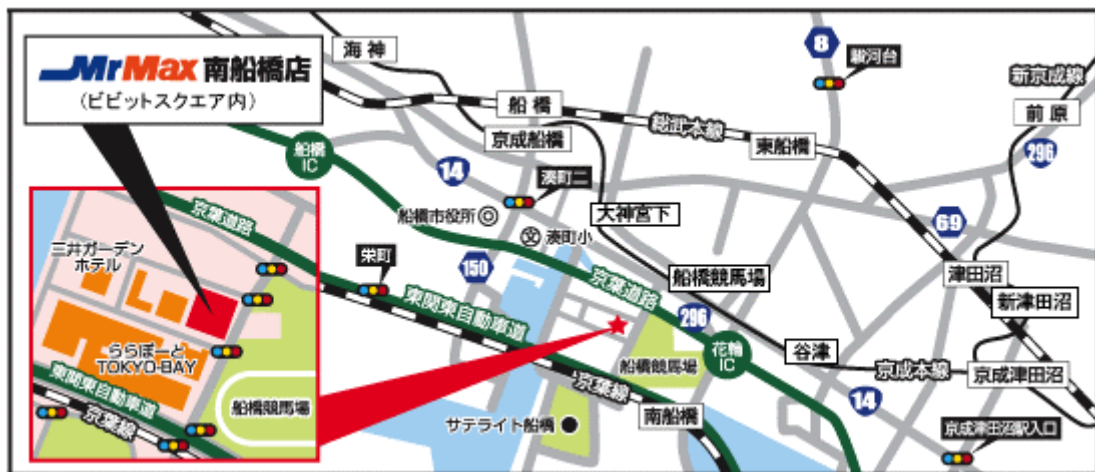 MrMax 南船橋店
(ビビットスクエア内)
海神
船橋
京成船橋
総武本線
東船橋
8
駿河台
新京成線
前原
296
船橋
IC
14
湊町二
船橋市役所
文
湊町小
大神宮下
69
150
船橋競馬場
津田沼
新津田沼
栄町
京葉道路
東関東自動車道
296
花輪
IC
谷津
京成本線
京成津田沼
船橋競馬場
京葉線
南船橋
14
サテライト船橋
京成津田沼駅入口
京葉道路
三井ガーデン
ホテル
ららぽーと
TOKYO-BAY
東関東自動車道
京葉線
船橋競馬場